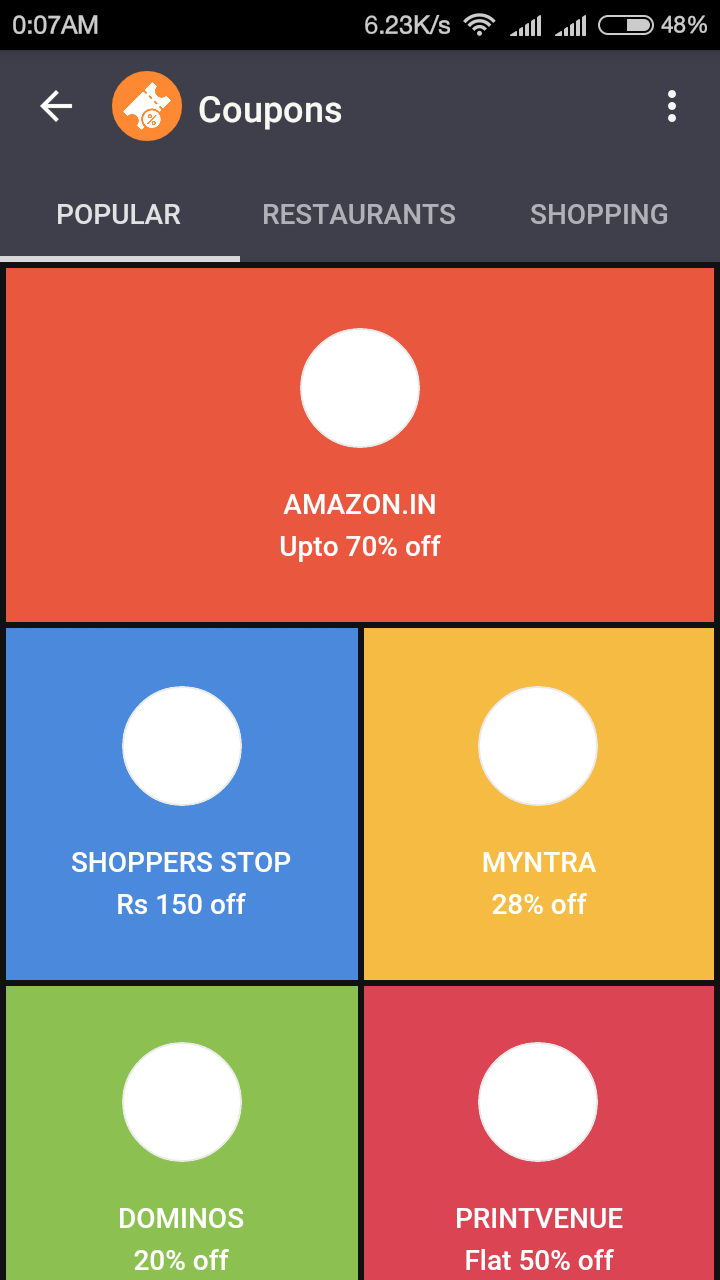 0:07AM 6.23K/s 48%
Coupons
POPULAR RESTAURANTS SHOPPING
AMAZON.IN
Upto 70% off
SHOPPERS STOP
Rs 150 off
MYNTRA
28% off
DOMINOS
20% off
PRINTVENUE
Flat 50% off